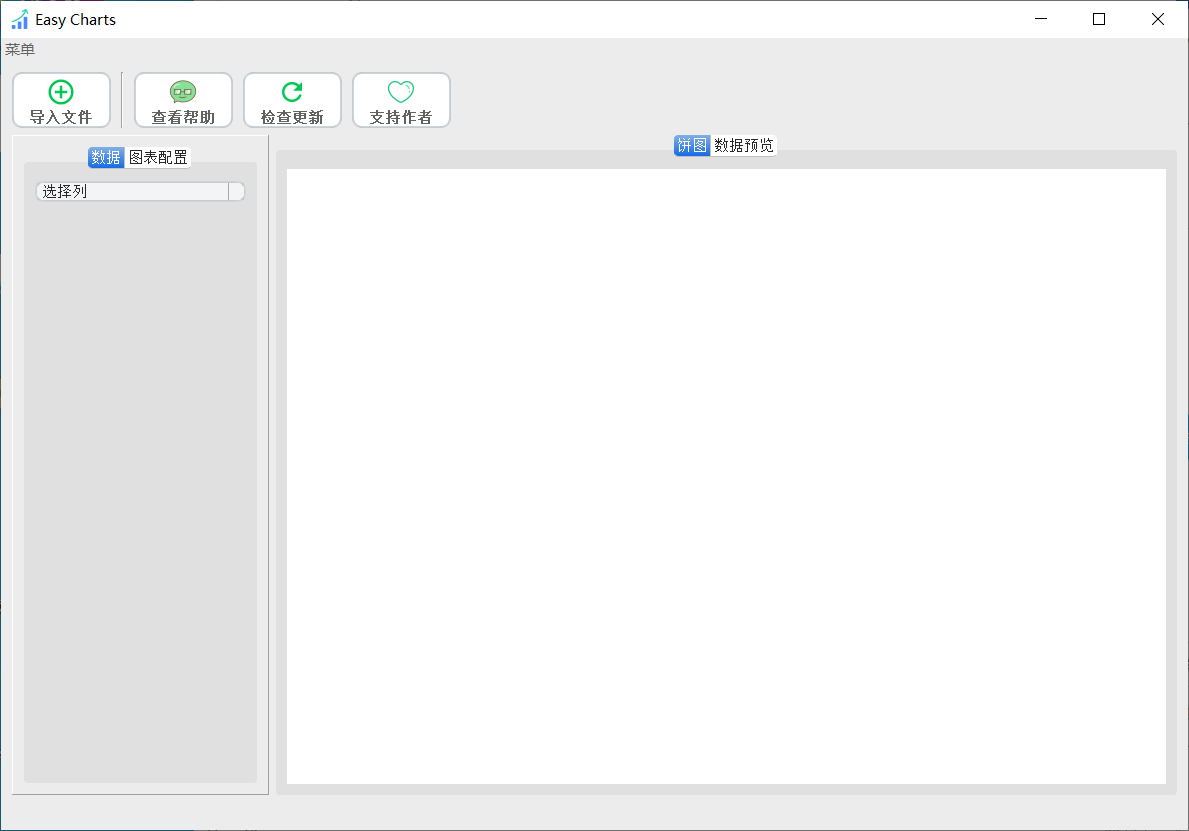 Easy Charts
菜单
导入文件 查看帮助 检查更新 支持作者
饼图 数据预览
数据 图表配置
选择列